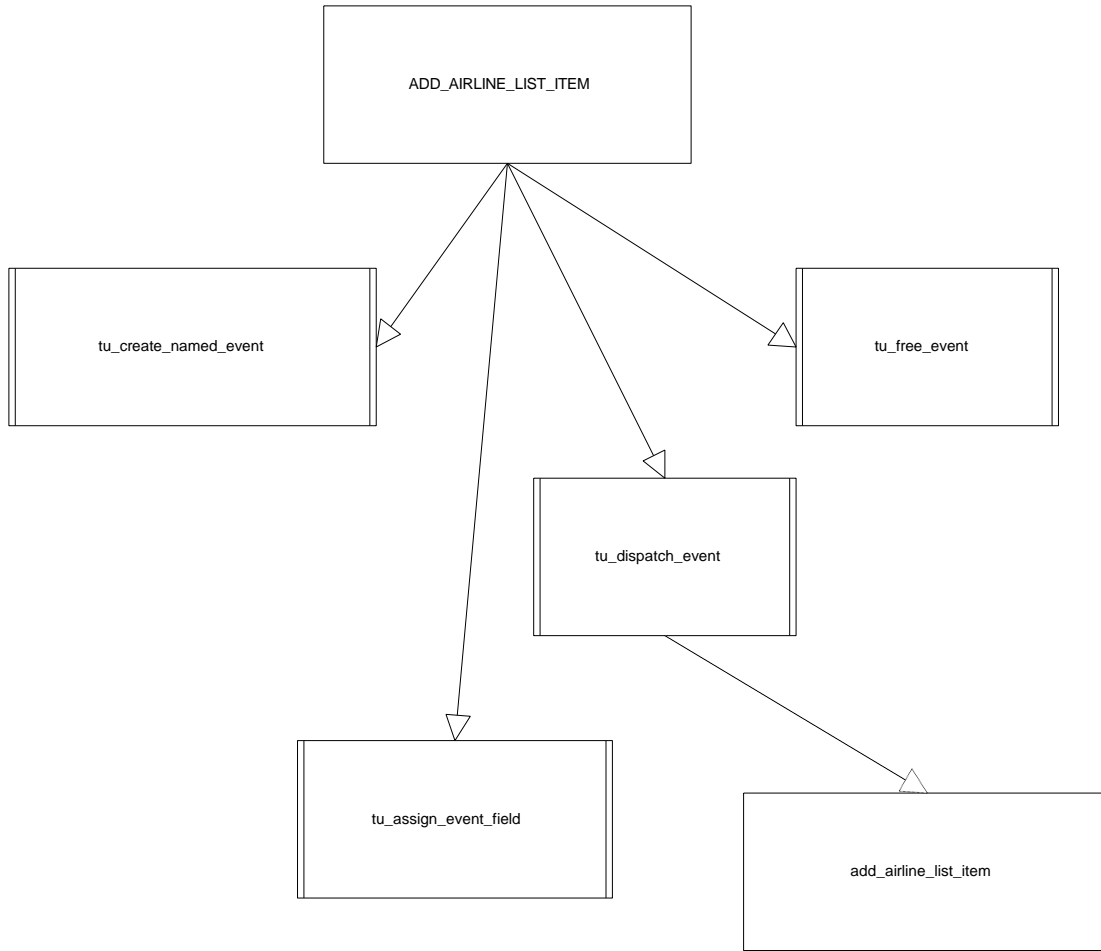 ADD_AIRLINE_LIST_ITEM
tu_create_named_event
tu_free_event
tu_dispatch_event
tu_assign_event_field
add_airline_list_item